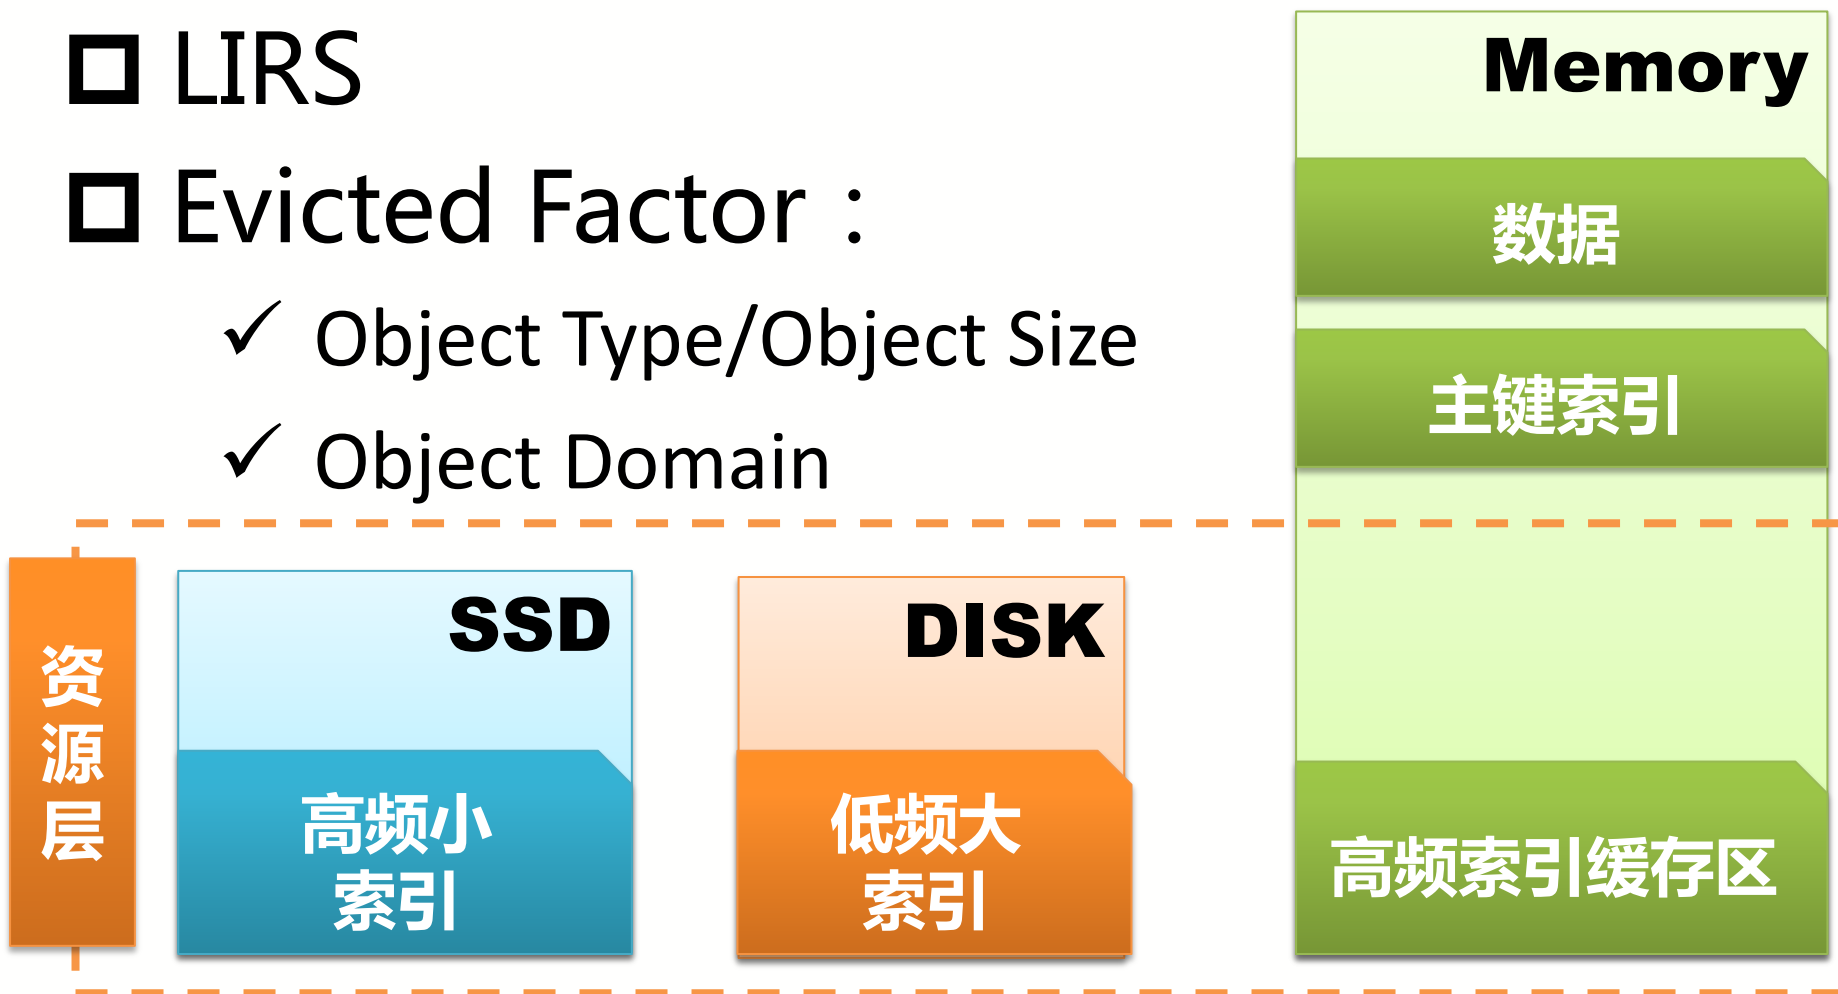 LIRS
Evicted Factor：
Object Type/Object Size
Object Domain
Memory
数据
主键索引
高频索引缓存区
资
源
层
SSD
高频小
索引
DISK
低频大
索引